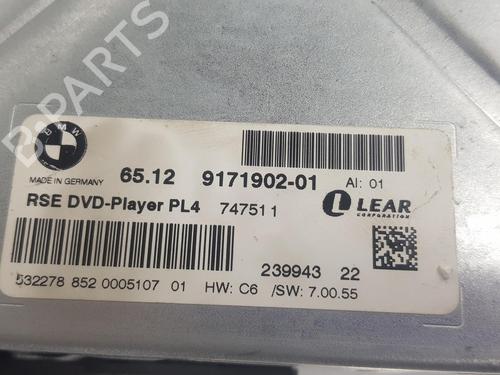 B-PARTS
BMW
MADE IN GERMANY
65.12 9171902-01 AI: 01
RSE DVD-Player PL4 747511
LEAR
CORPORATION
239943 22
532278 852 0005107 01 HW: C6 /SW: 7.00.55